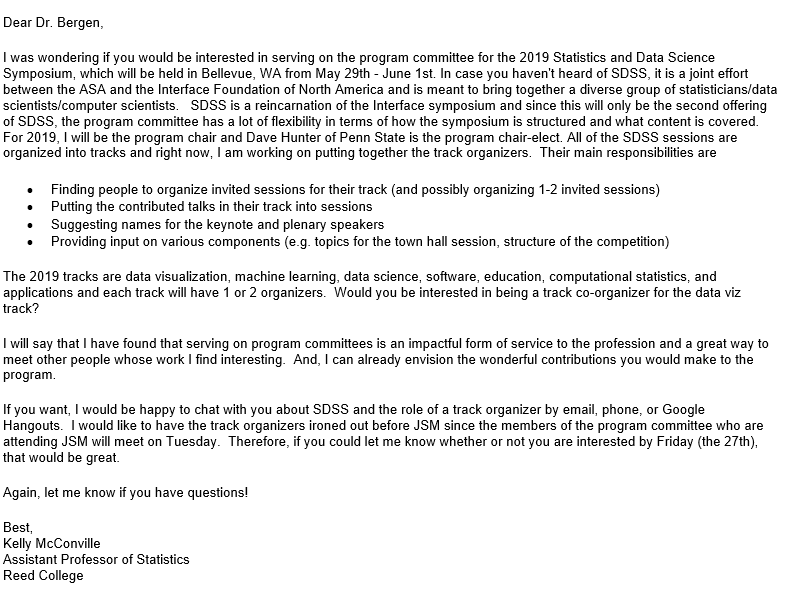 Dear Dr. Bergen,
I was wondering if you would be interested in serving on the program committee for the 2019 Statistics and Data Science
Symposium, which will be held in Bellevue, WA from May 29th - June 1st. In case you haven't heard of SDSS, it is a joint effort
between the ASA and the Interface Foundation of North America and is meant to bring together a diverse group of statisticians/data
scientists/computer scientists.   SDSS is a reincarnation of the Interface symposium and since this will only be the second offering
of SDSS, the program committee has a lot of flexibility in terms of how the symposium is structured and what content is covered.
For 2019, I will be the program chair and Dave Hunter of Penn State is the program chair-elect. All of the SDSS sessions are
organized into tracks and right now, I am working on putting together the track organizers.  Their main responsibilities are
• Finding people to organize invited sessions for their track (and possibly organizing 1-2 invited sessions)
• Putting the contributed talks in their track into sessions
• Suggesting names for the keynote and plenary speakers
• Providing input on various components (e.g. topics for the town hall session, structure of the competition)
The 2019 tracks are data visualization, machine learning, data science, software, education, computational statistics, and
applications and each track will have 1 or 2 organizers.  Would you be interested in being a track co-organizer for the data viz
track?
I will say that I have found that serving on program committees is an impactful form of service to the profession and a great way to
meet other people whose work I find interesting.  And, I can already envision the wonderful contributions you would make to the
program.
If you want, I would be happy to chat with you about SDSS and the role of a track organizer by email, phone, or Google
Hangouts.  I would like to have the track organizers ironed out before JSM since the members of the program committee who are
attending JSM will meet on Tuesday.  Therefore, if you could let me know whether or not you are interested by Friday (the 27th),
that would be great.
Again, let me know if you have questions!
Best,
Kelly McConville
Assistant Professor of Statistics
Reed College